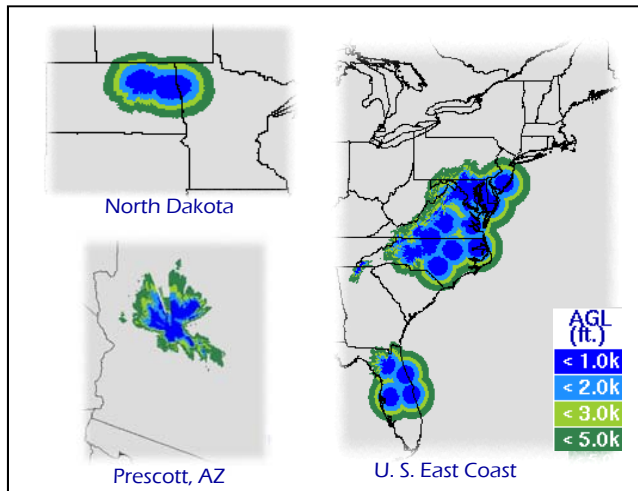 North Dakota
Prescott, AZ
U. S. East Coast
AGL
(ft.)
< 1.0k
< 2.0k
< 3.0k
< 5.0k